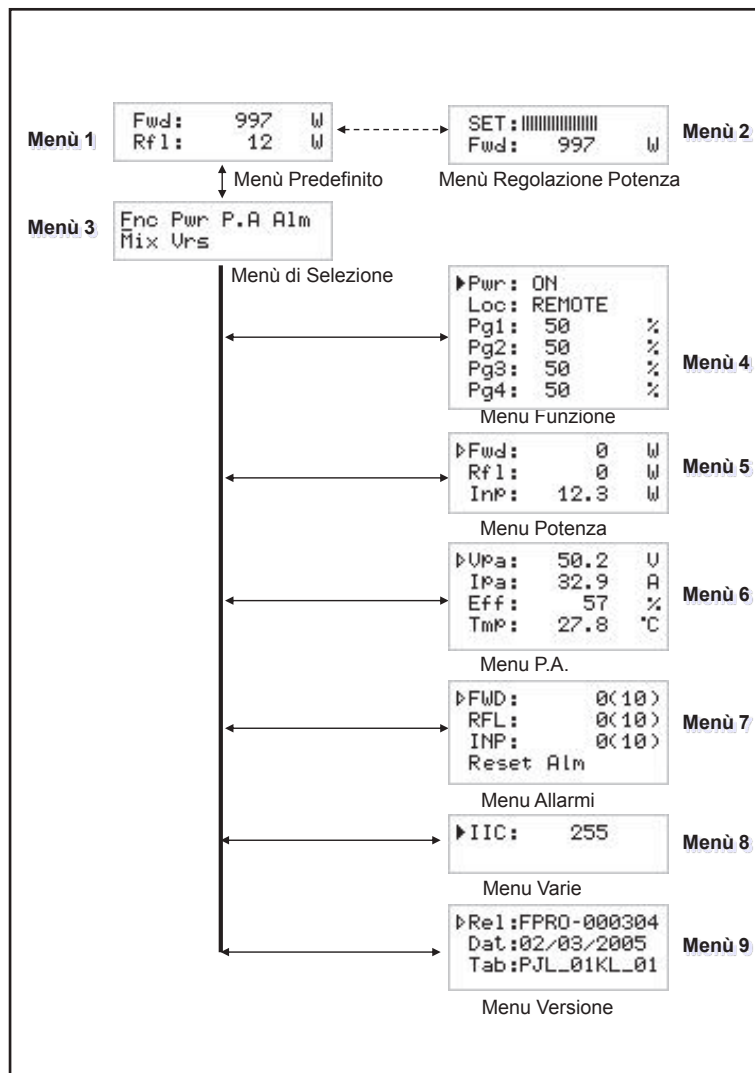 Menù 1
Fwd: 997 W
Rfl: 12 W
SET:
Fwd: 997 W
Menù 2
Menù Predefinito
Menù Regolazione Potenza
Menù 3
Fnc Pwr P.A Alm
Mix Vrs
Menù di Selezione
Pwr: ON
Loc: REMOTE
Pg1: 50 %
Pg2: 50 %
Pg3: 50 %
Pg4: 50 %
Menù 4
Menu Funzione
Fwd: 0 W
Rfl: 0 W
Inp: 12.3 W
Menù 5
Menu Potenza
Vpa: 50.2 V
Ipa: 32.9 A
Eff: 57 %
Tmp: 27.8 °C
Menù 6
Menu P.A.
FWD: 0(10)
RFL: 0(10)
INP: 0(10)
Reset Alm
Menù 7
Menu Allarmi
IIC: 255
Menù 8
Menu Varie
Rel:FPRO-000304
Dat:02/03/2005
Tab:PJL_01KL_01
Menù 9
Menu Versione